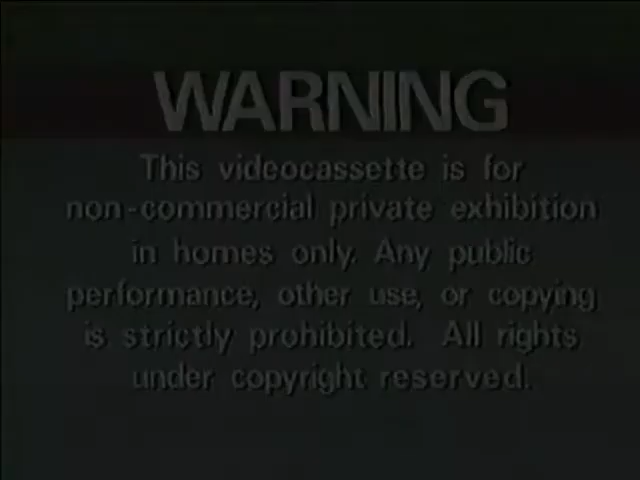 WARNING
This videocassette is for
non-commercial private exhibition
in homes only. Any public
performance, other use, or copying
is strictly prohibited. All rights
under copyright reserved.